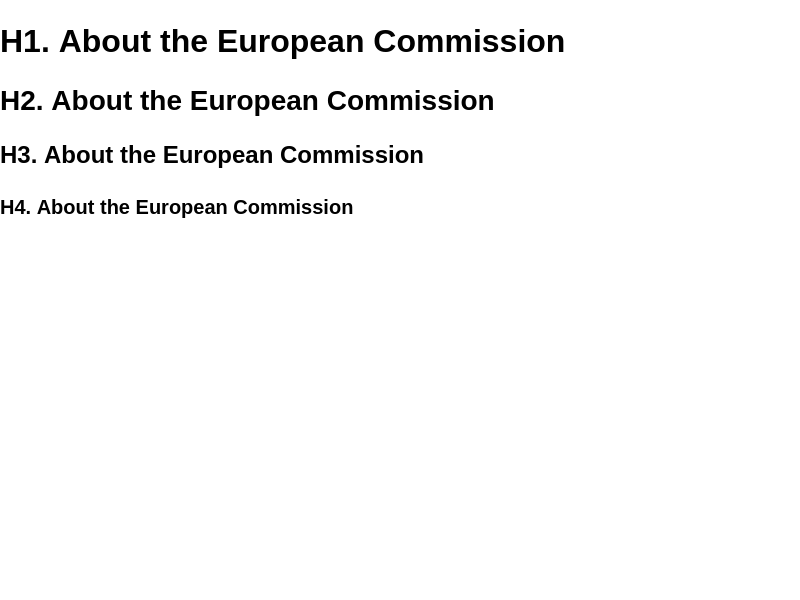 H1. About the European Commission
H2. About the European Commission
H3. About the European Commission
H4. About the European Commission